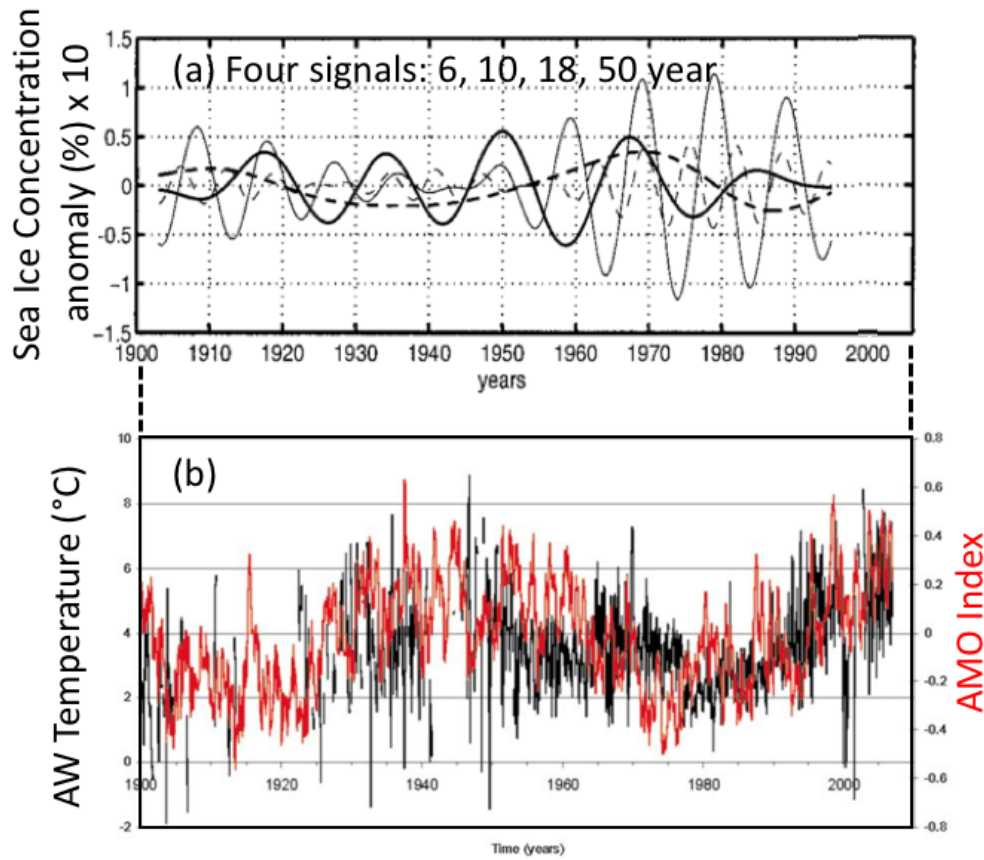 Sea Ice Concentration
anomaly (%) x 10
1.5
1
0.5
0
-0.5
-1
-1.5
(a) Four signals: 6, 10, 18, 50 year
1900 1910 1920 1930 1940 1950 1960 1970 1980 1990 2000
years
AW Temperature (°C)
10
8
6
4
2
0
-2
(b)
1900 1920 1940 1960 1980 2000
Time (years)
0.8
0.6
0.4
0.2
0
-0.2
-0.4
-0.6
-0.8
AMO Index